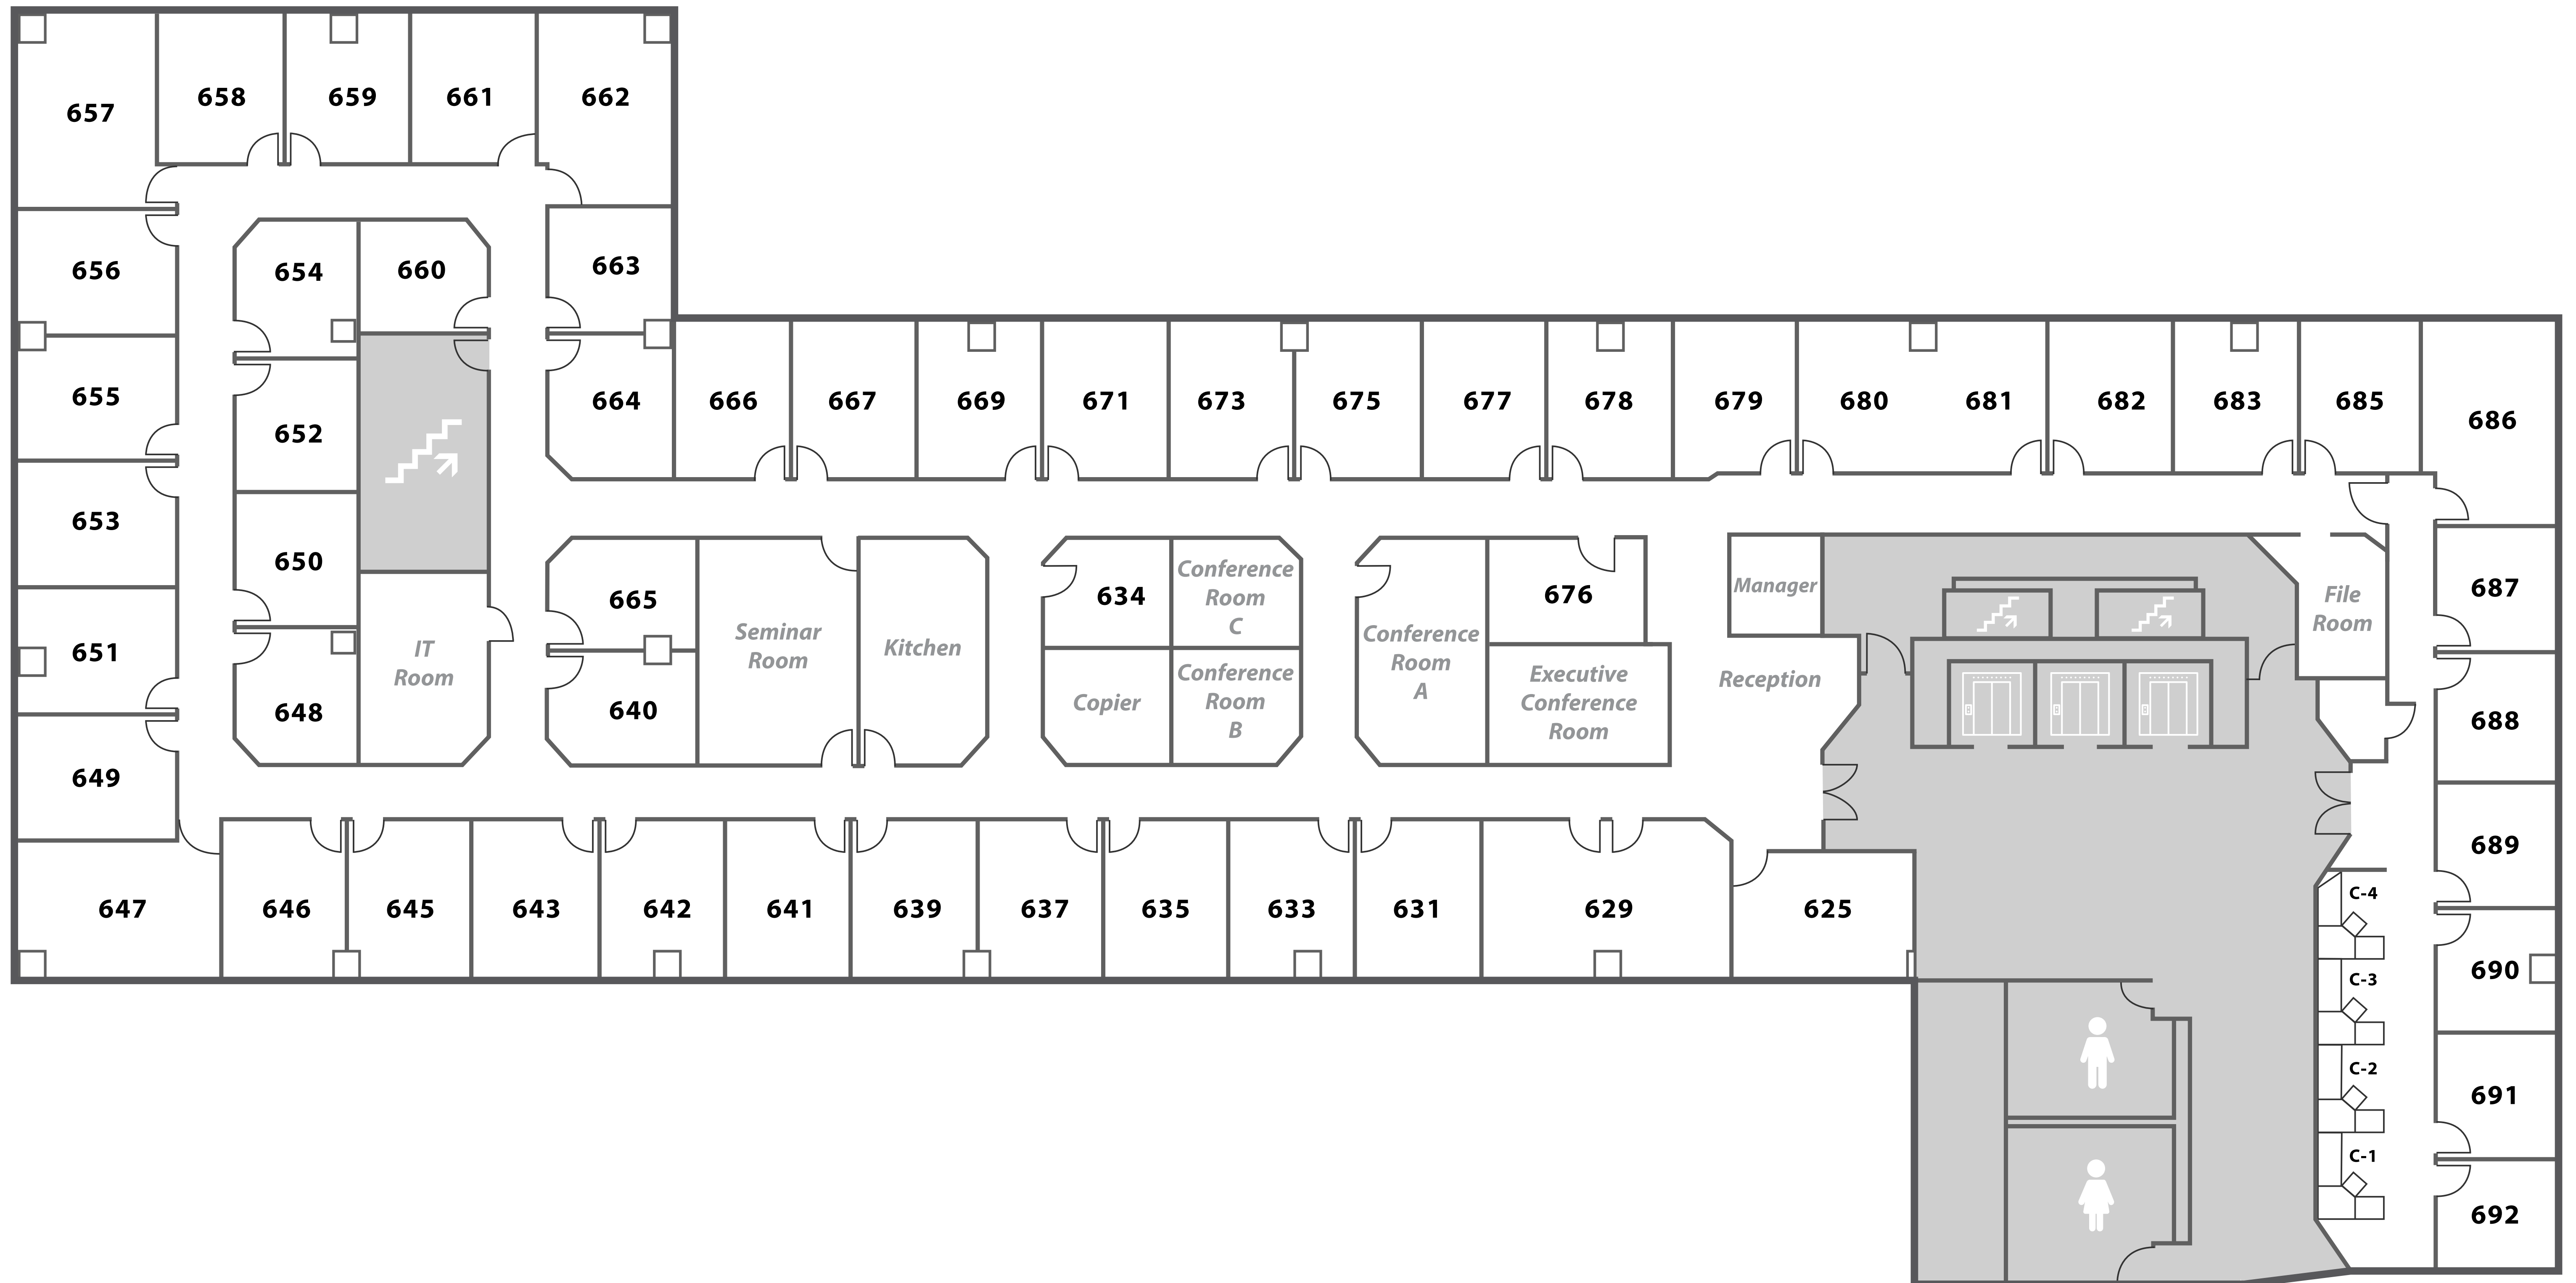 657
658
659
661
662
656
654
660
663
655
652
664
666
667
669
671
673
675
677
678
679
680
681
682
683
685
686
653
650
651
648
649
IT
Room
665
640
Seminar
Room
Kitchen
634
Copier
Conference
Room
C
Conference
Room
B
Conference
Room
A
676
Executive
Conference
Room
Manager
Reception
File
Room
687
688
689
647
646
645
643
642
641
639
637
635
633
631
629
625
C-4
C-3
C-2
C-1
690
691
692